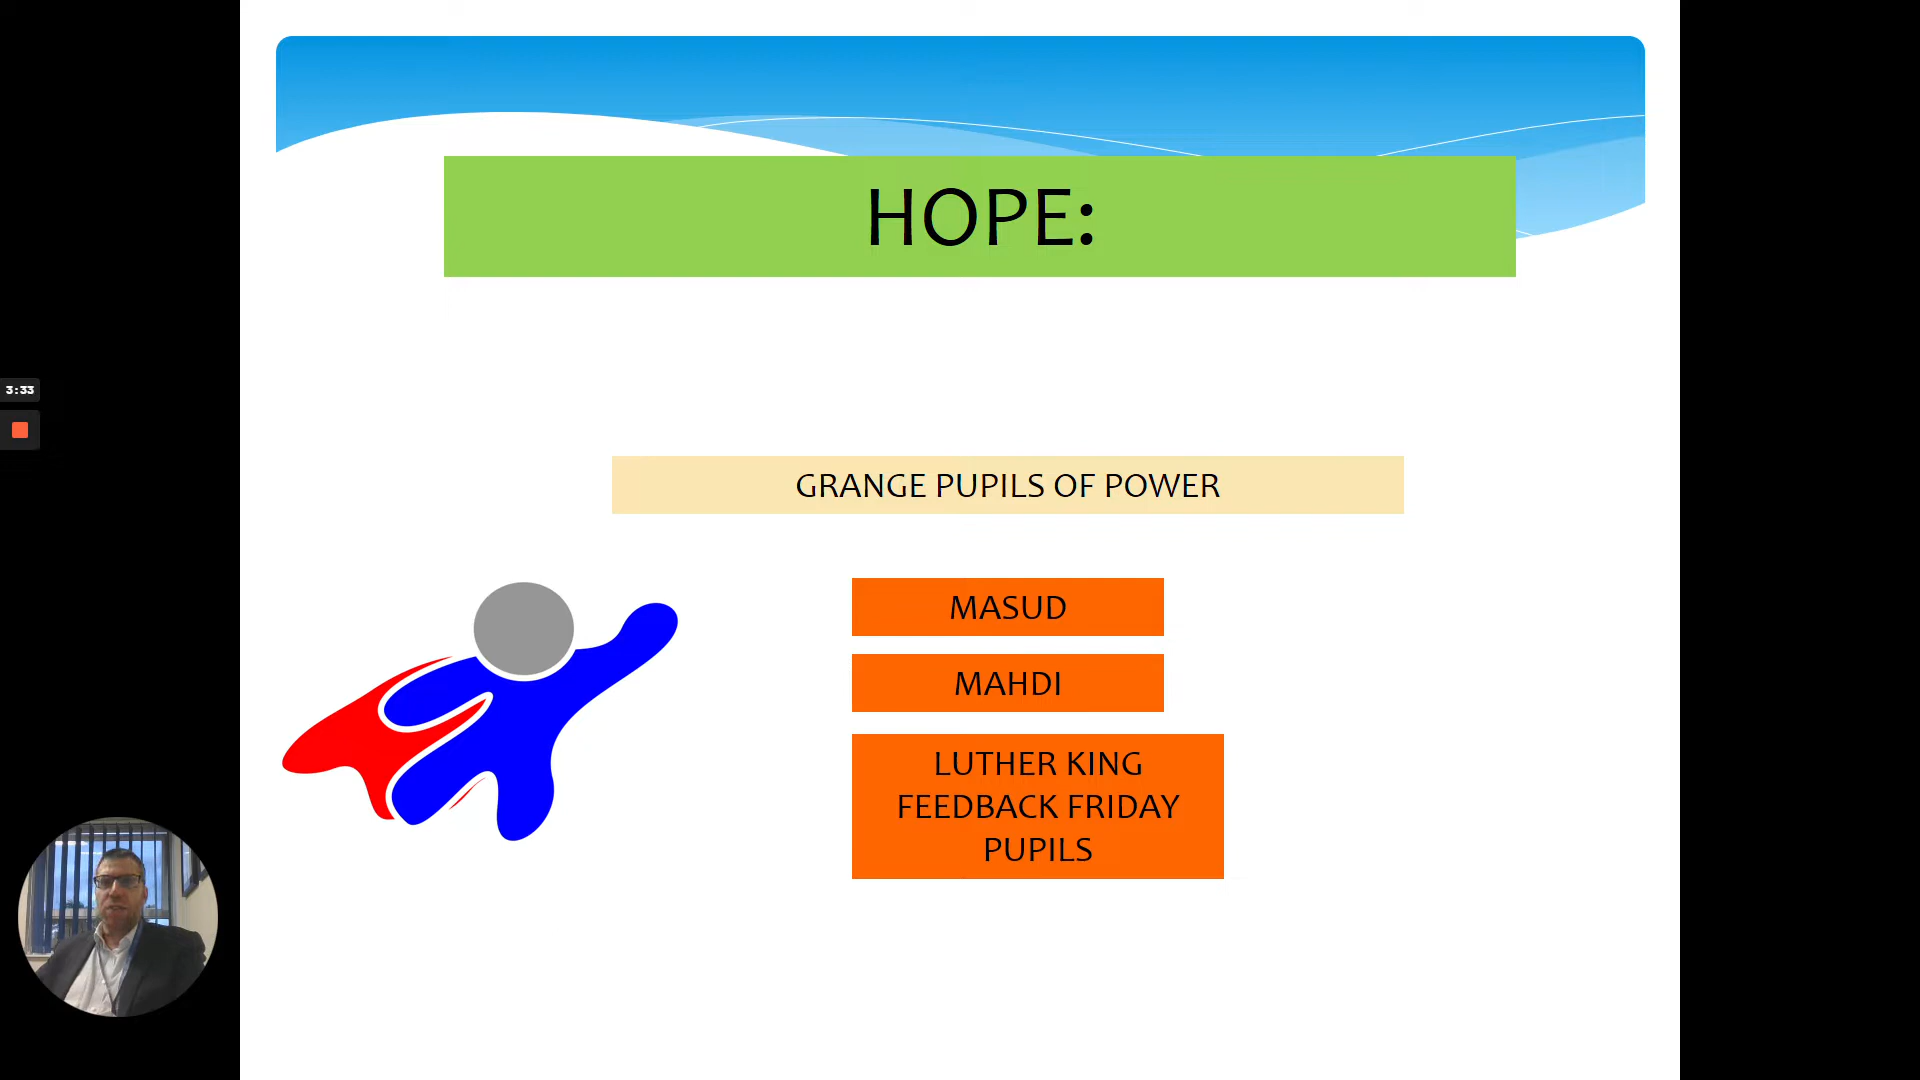 HOPE:
3:33
GRANGE PUPILS OF POWER
MASUD
MAHDI
LUTHER KING
FEEDBACK FRIDAY
PUPILS